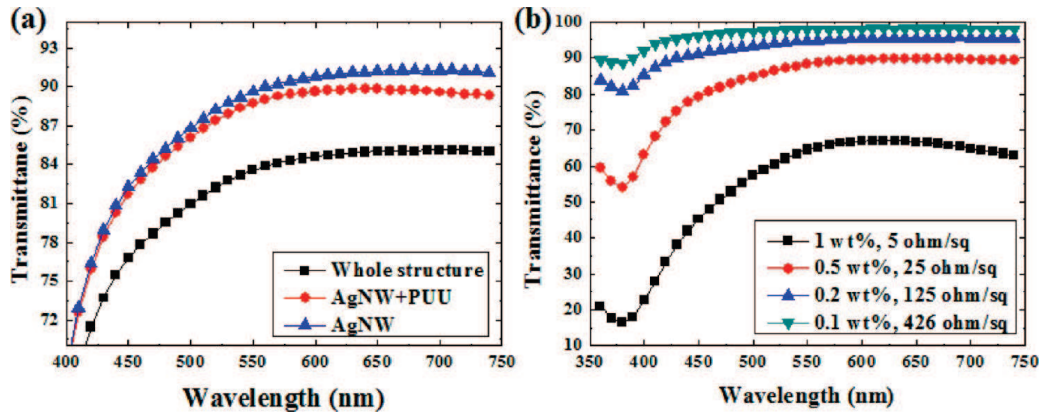 (a)
93
90
87
84
81
78
75
72
Transmittane (%)
400 450 500 550 600 650 700 750
Wavelength (nm)
Whole structure
AgNW+PUU
AgNW
(b)
100
90
80
70
60
50
40
30
20
10
Transmittance (%)
350 400 450 500 550 600 650 700 750
Wavelength (nm)
1 wt%, 5 ohm/sq
0.5 wt%, 25 ohm/sq
0.2 wt%, 125 ohm/sq
0.1 wt%, 426 ohm/sq